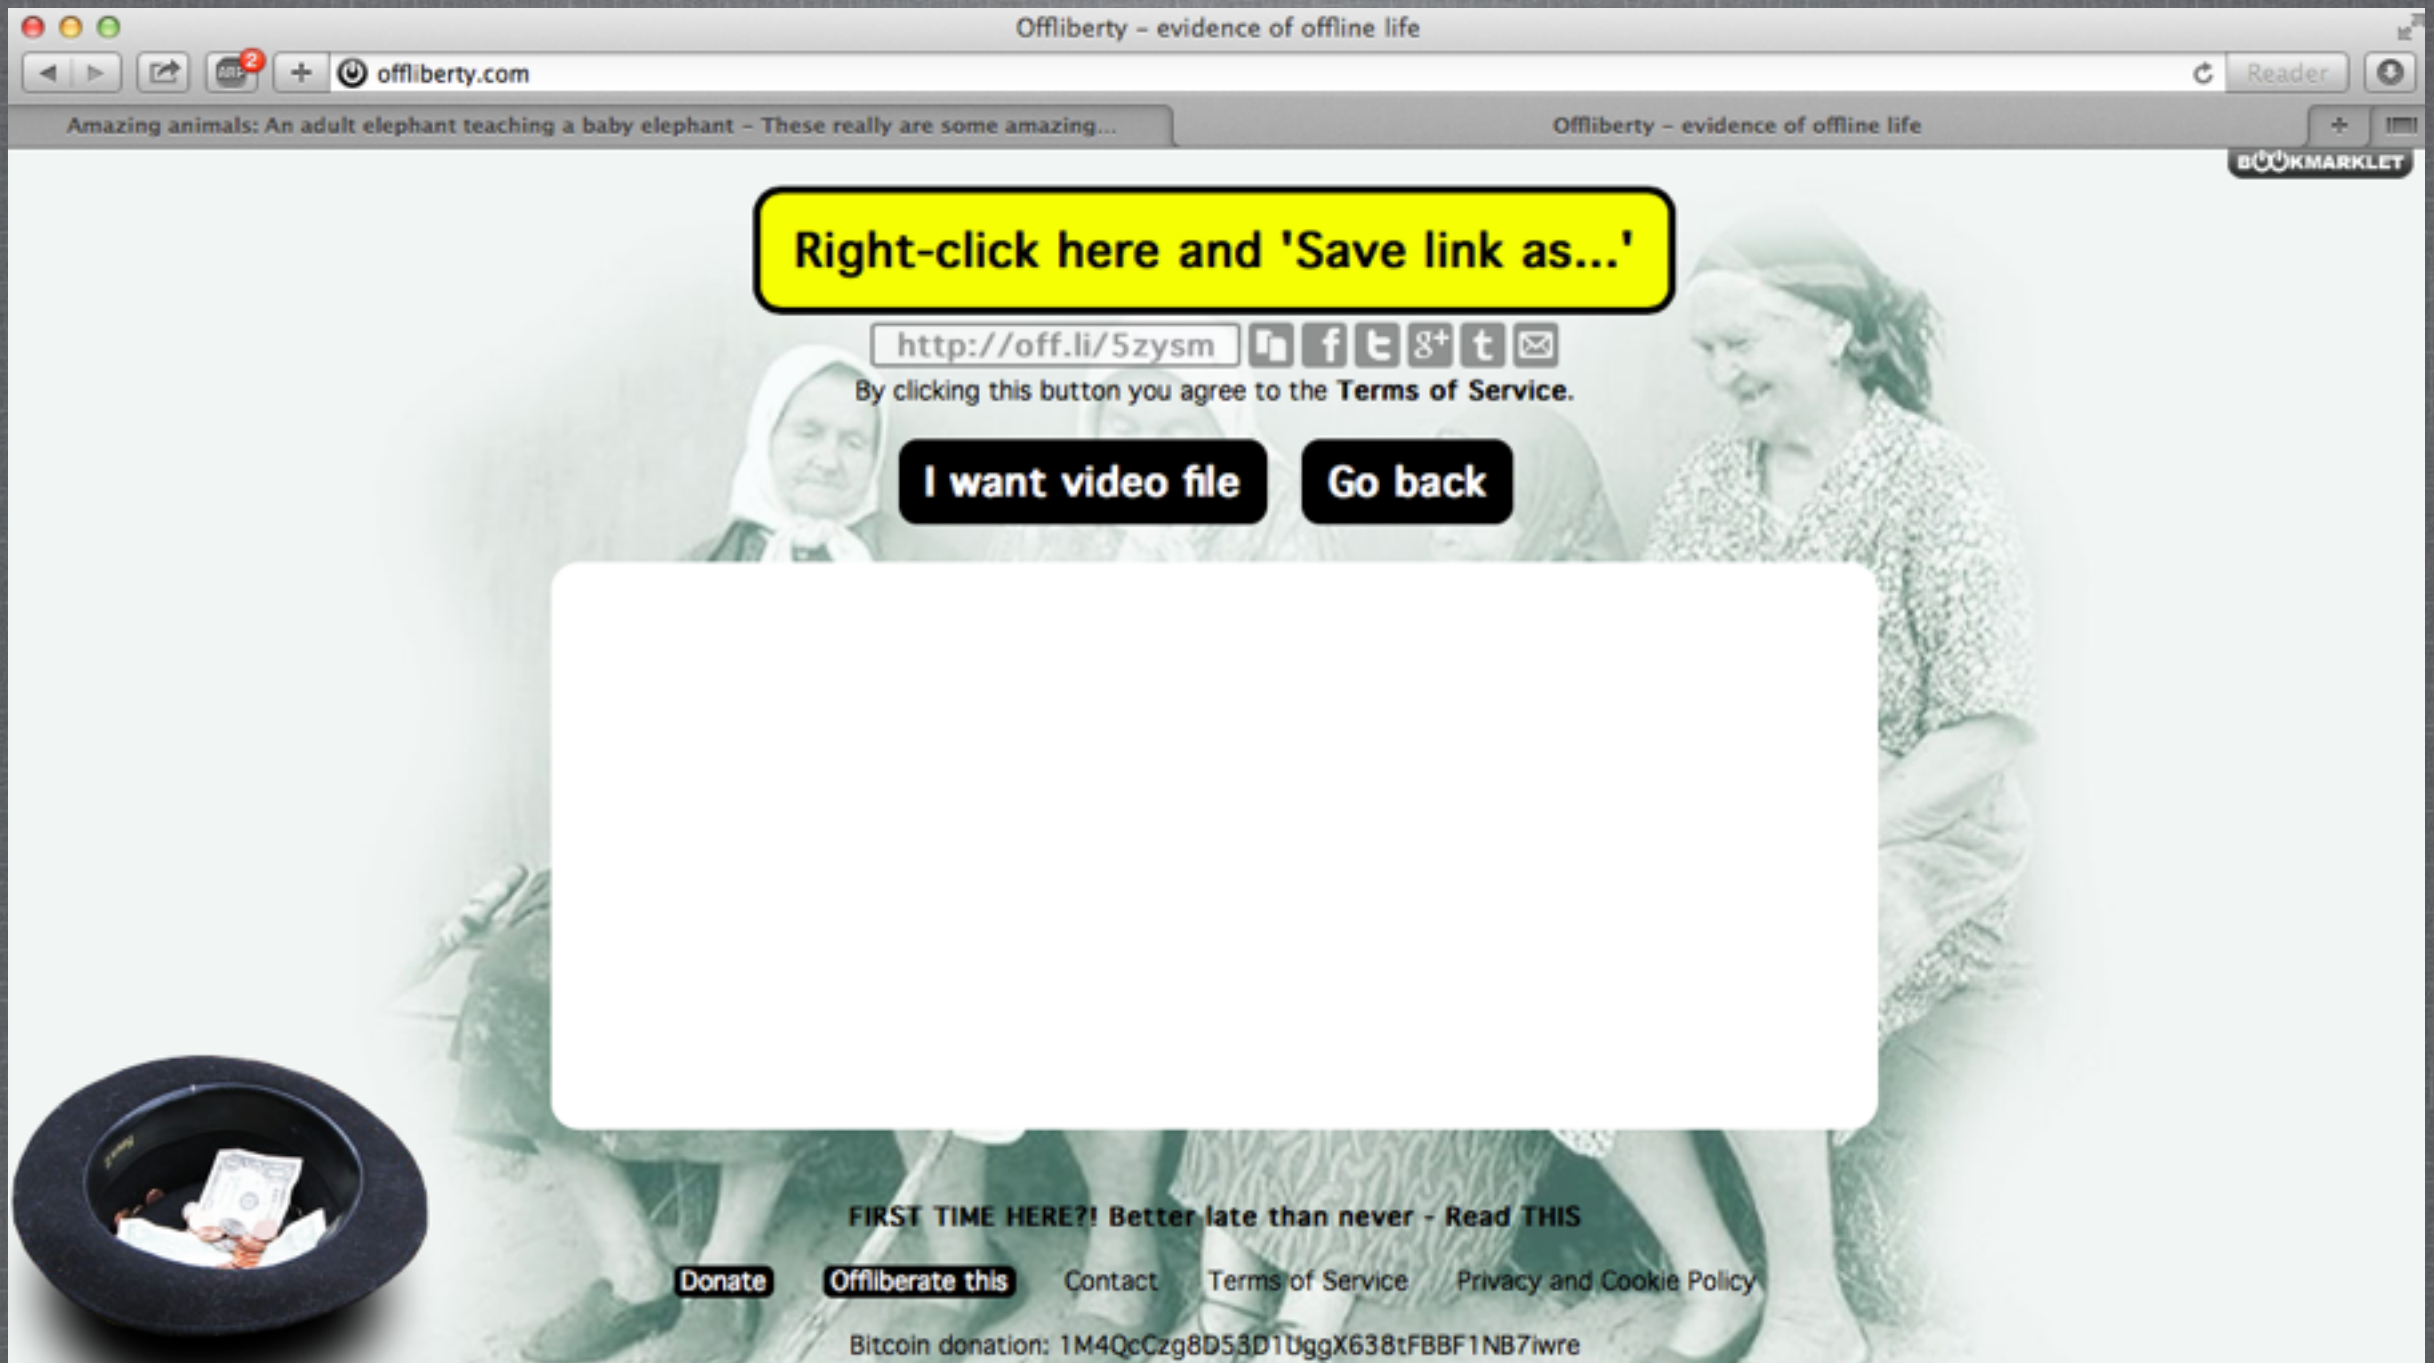 Offliberty – evidence of offline life
ABP 2
offliberty.com
Reader
Amazing animals: An adult elephant teaching a baby elephant – These really are some amazing...
Offliberty – evidence of offline life
BOOKMARKLET
Right-click here and 'Save link as...'
http://off.li/5zysm
By clicking this button you agree to the Terms of Service.
I want video file
Go back
FIRST TIME HERE?! Better late than never - Read THIS
Donate Offliberate this Contact Terms of Service Privacy and Cookie Policy
Bitcoin donation: 1M4QcCzg8D53D1UggX638tFBBF1NB7iwre